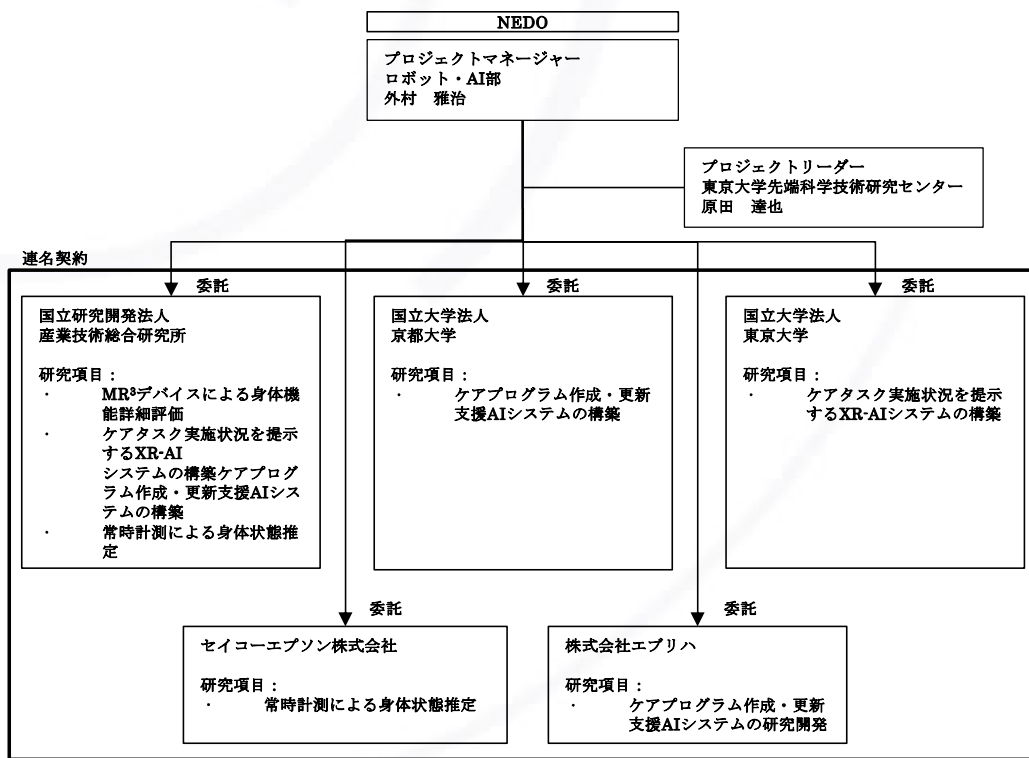 NEDO
プロジェクトマネージャー
ロボット・AI部
外村 雅治
プロジェクトリーダー
東京大学先端科学技術研究センター
原田 達也
連名契約
委託
国立研究開発法人
産業技術総合研究所
研究項目:
・ MR³デバイスによる身体機
能詳細評価
・ ケアタスク実施状況を提示
するXR-AI
システムの構築ケアプログ
ラム作成・更新支援AIシス
テムの構築
・ 常時計測による身体状態推
定
委託
国立大学法人
京都大学
研究項目:
・ ケアプログラム作成・更新
支援AIシステムの構築
委託
国立大学法人
東京大学
研究項目:
・ ケアタスク実施状況を提示
するXR-AIシステムの構築
委託
セイコーエプソン株式会社
研究項目:
・ 常時計測による身体状態推定
委託
株式会社エブリハ
研究項目:
・ ケアプログラム作成・更新
支援AIシステムの研究開発